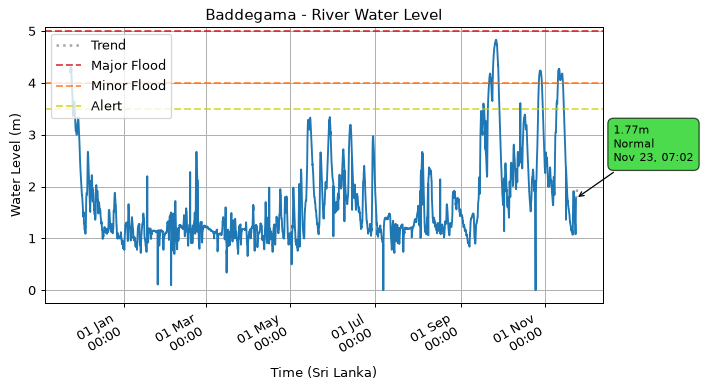 Baddegama - River Water Level
Water Level (m)
5
4
3
2
1
0
Trend
Major Flood
Minor Flood
Alert
1.77m
Normal
Nov 23, 07:02
01 Jan
00:00
01 Mar
00:00
01 May
00:00
01 Jul
00:00
01 Sep
00:00
01 Nov
00:00
Time (Sri Lanka)